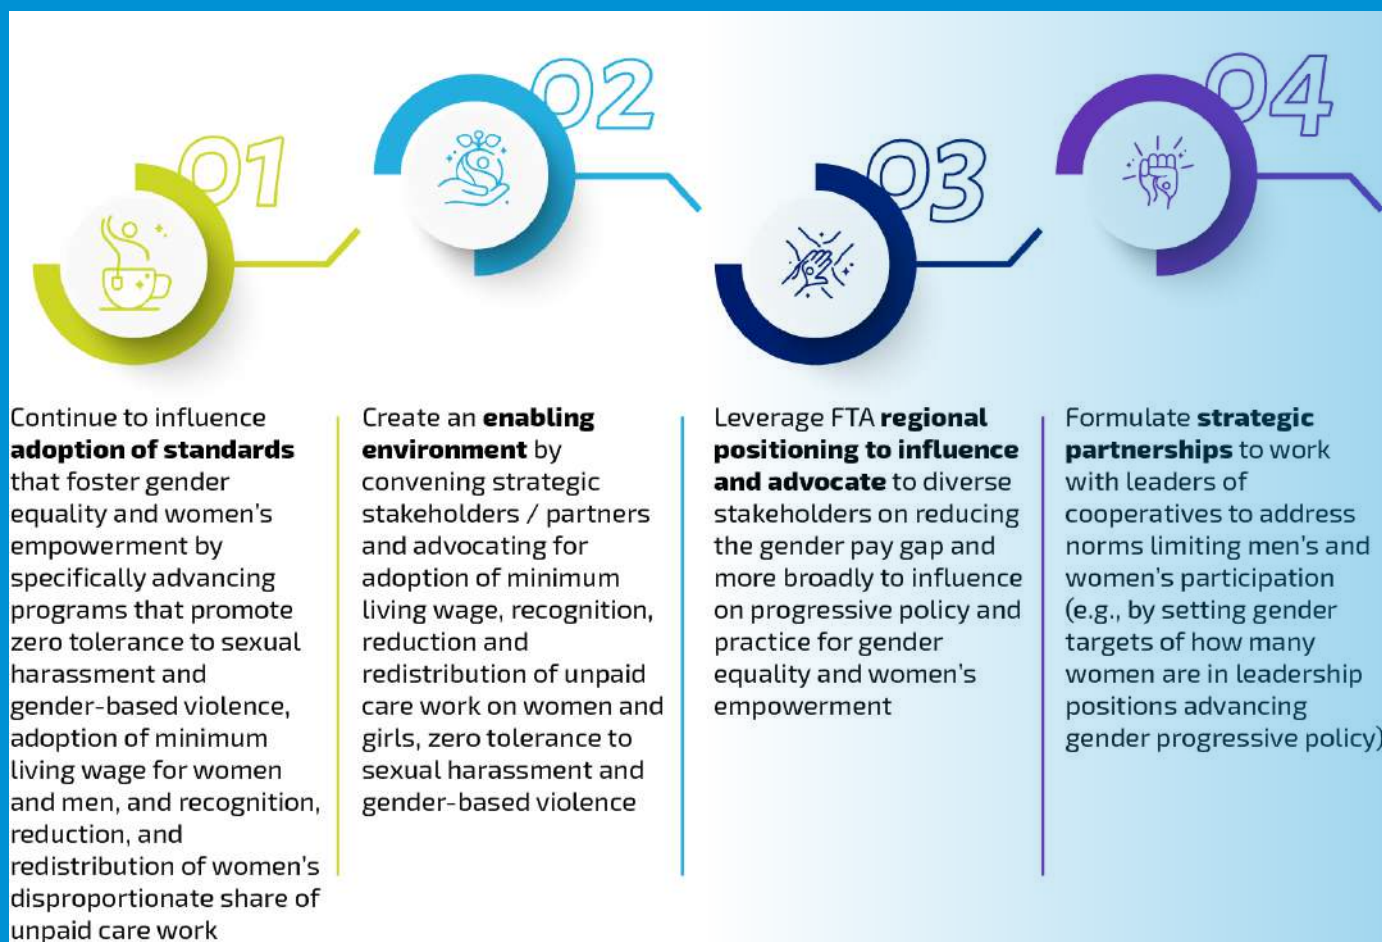 01
Continue to influence
adoption of standards
that foster gender
equality and women's
empowerment by
specifically advancing
programs that promote
zero tolerance to sexual
harassment and
gender-based violence,
adoption of minimum
living wage for women
and men, and recognition,
reduction, and
redistribution of women's
disproportionate share of
unpaid care work
02
Create an enabling
environment by
convening strategic
stakeholders / partners
and advocating for
adoption of minimum
living wage, recognition,
reduction and
redistribution of unpaid
care work on women and
girls, zero tolerance to
sexual harassment and
gender-based violence
03
Leverage FTA regional
positioning to influence
and advocate to diverse
stakeholders on reducing
the gender pay gap and
more broadly to influence
on progressive policy and
practice for gender
equality and women's
empowerment
04
Formulate strategic
partnerships to work
with leaders of
cooperatives to address
norms limiting men's and
women's participation
(e.g., by setting gender
targets of how many
women are in leadership
positions advancing
gender progressive policy)